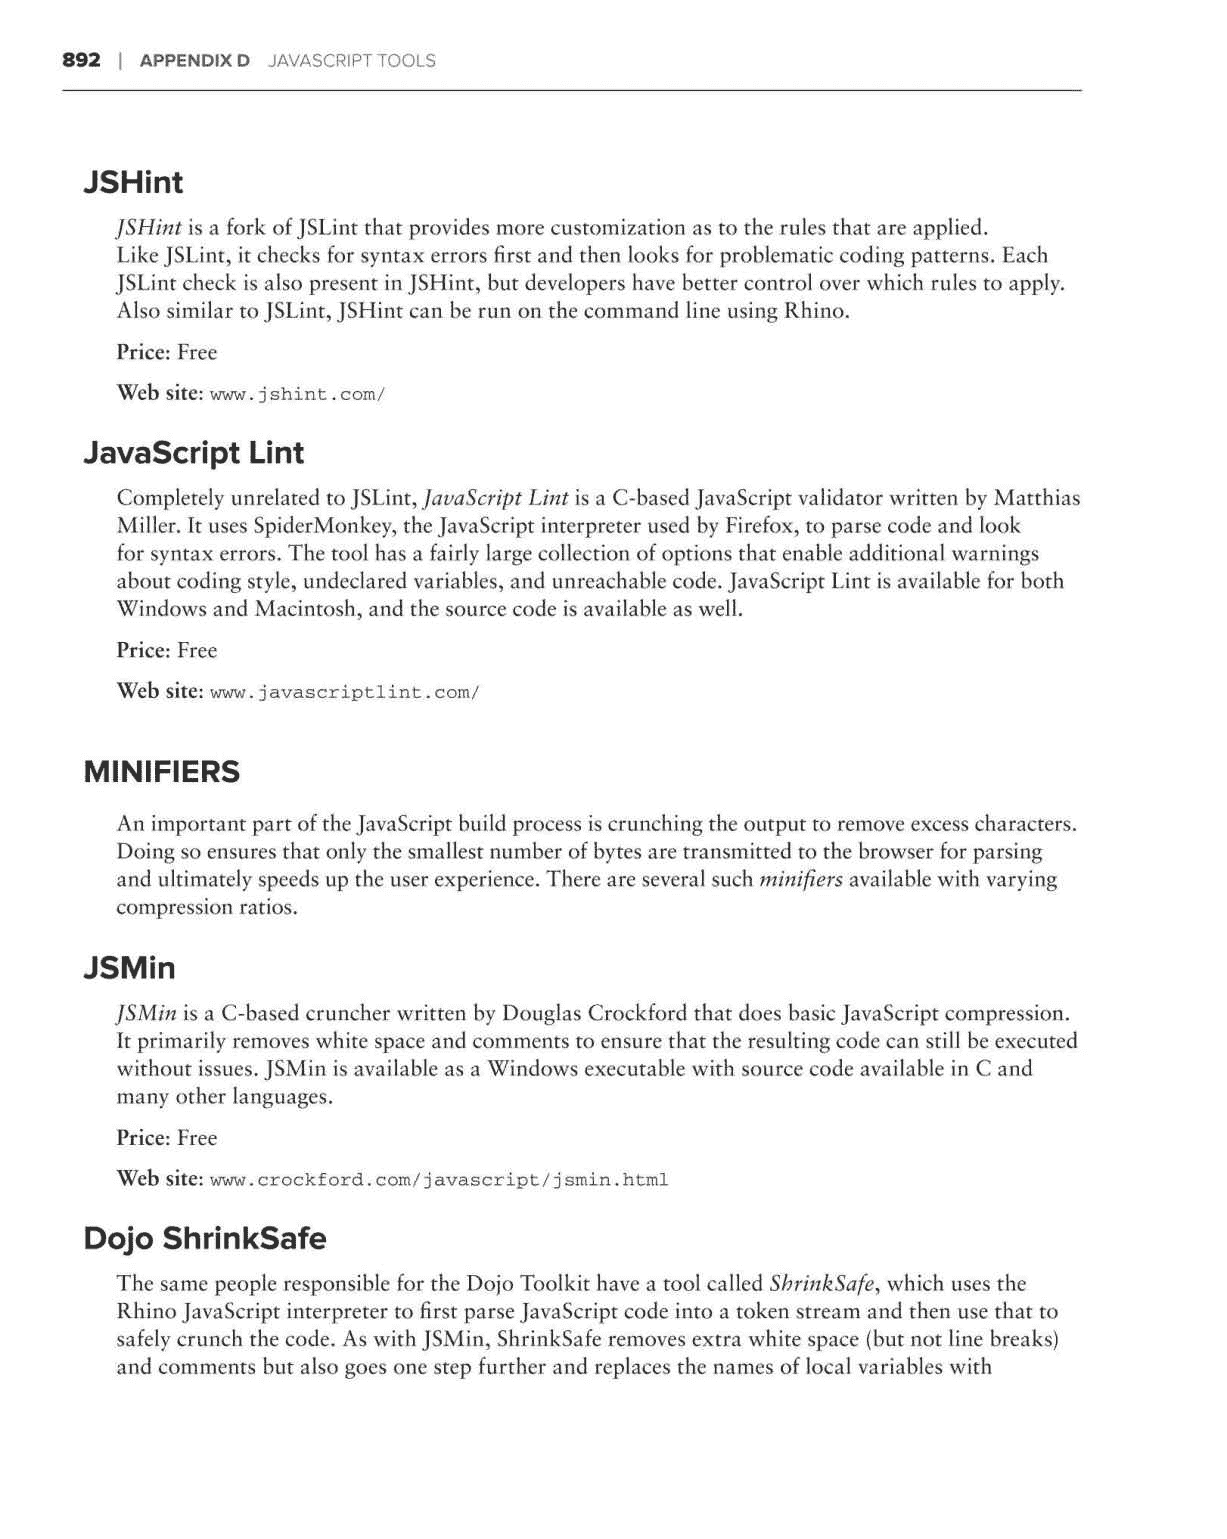 892 | APPENDIX D JAVASCRIPT TOOLS
JSHint
JSHint is a fork of JSLint that provides more customization as to the rules that are applied.
Like JSLint, it checks for syntax errors first and then looks for problematic coding patterns. Each
JSLint check is also present in JSHint, but developers have better control over which rules to apply.
Also similar to JSLint, JSHint can be run on the command line using Rhino.
Price: Free
Web site: www.jshint.com/
JavaScript Lint
Completely unrelated to JSLint, JavaScript Lint is a C-based JavaScript validator written by Matthias
Miller. It uses SpiderMonkey, the JavaScript interpreter used by Firefox, to parse code and look
for syntax errors. The tool has a fairly large collection of options that enable additional warnings
about coding style, undeclared variables, and unreachable code. JavaScript Lint is available for both
Windows and Macintosh, and the source code is available as well.
Price: Free
Web site: www.javascriptlint.com/
MINIFIERS
An important part of the JavaScript build process is crunching the output to remove excess characters.
Doing so ensures that only the smallest number of bytes are transmitted to the browser for parsing
and ultimately speeds up the user experience. There are several such minifiers available with varying
compression ratios.
JSMin
JSMin is a C-based cruncher written by Douglas Crockford that does basic JavaScript compression.
It primarily removes white space and comments to ensure that the resulting code can still be executed
without issues. JSMin is available as a Windows executable with source code available in C and
many other languages.
Price: Free
Web site: www.crockford.com/javascript/jsmin.html
Dojo ShrinkSafe
The same people responsible for the Dojo Toolkit have a tool called ShrinkSafe, which uses the
Rhino JavaScript interpreter to first parse JavaScript code into a token stream and then use that to
safely crunch the code. As with JSMin, ShrinkSafe removes extra white space (but not line breaks)
and comments but also goes one step further and replaces the names of local variables with